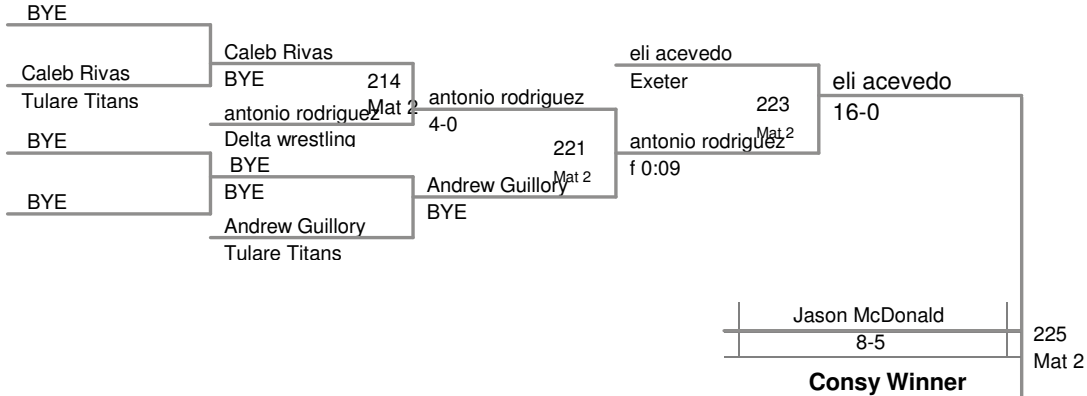 BYE
Caleb Rivas
Tulare Titans
BYE
BYE
Caleb Rivas
BYE
214
Mat 2
antonio rodriguez
Delta wrestling
BYE
BYE
Andrew Guillory
Tulare Titans
antonio rodriguez
4-0
221
Mat 2
Andrew Guillory
BYE
eli acevedo
Exeter
223
Mat 2
antonio rodriguez
f 0:09
eli acevedo
16-0
Jason McDonald
8-5
225
Mat 2
Consy Winner